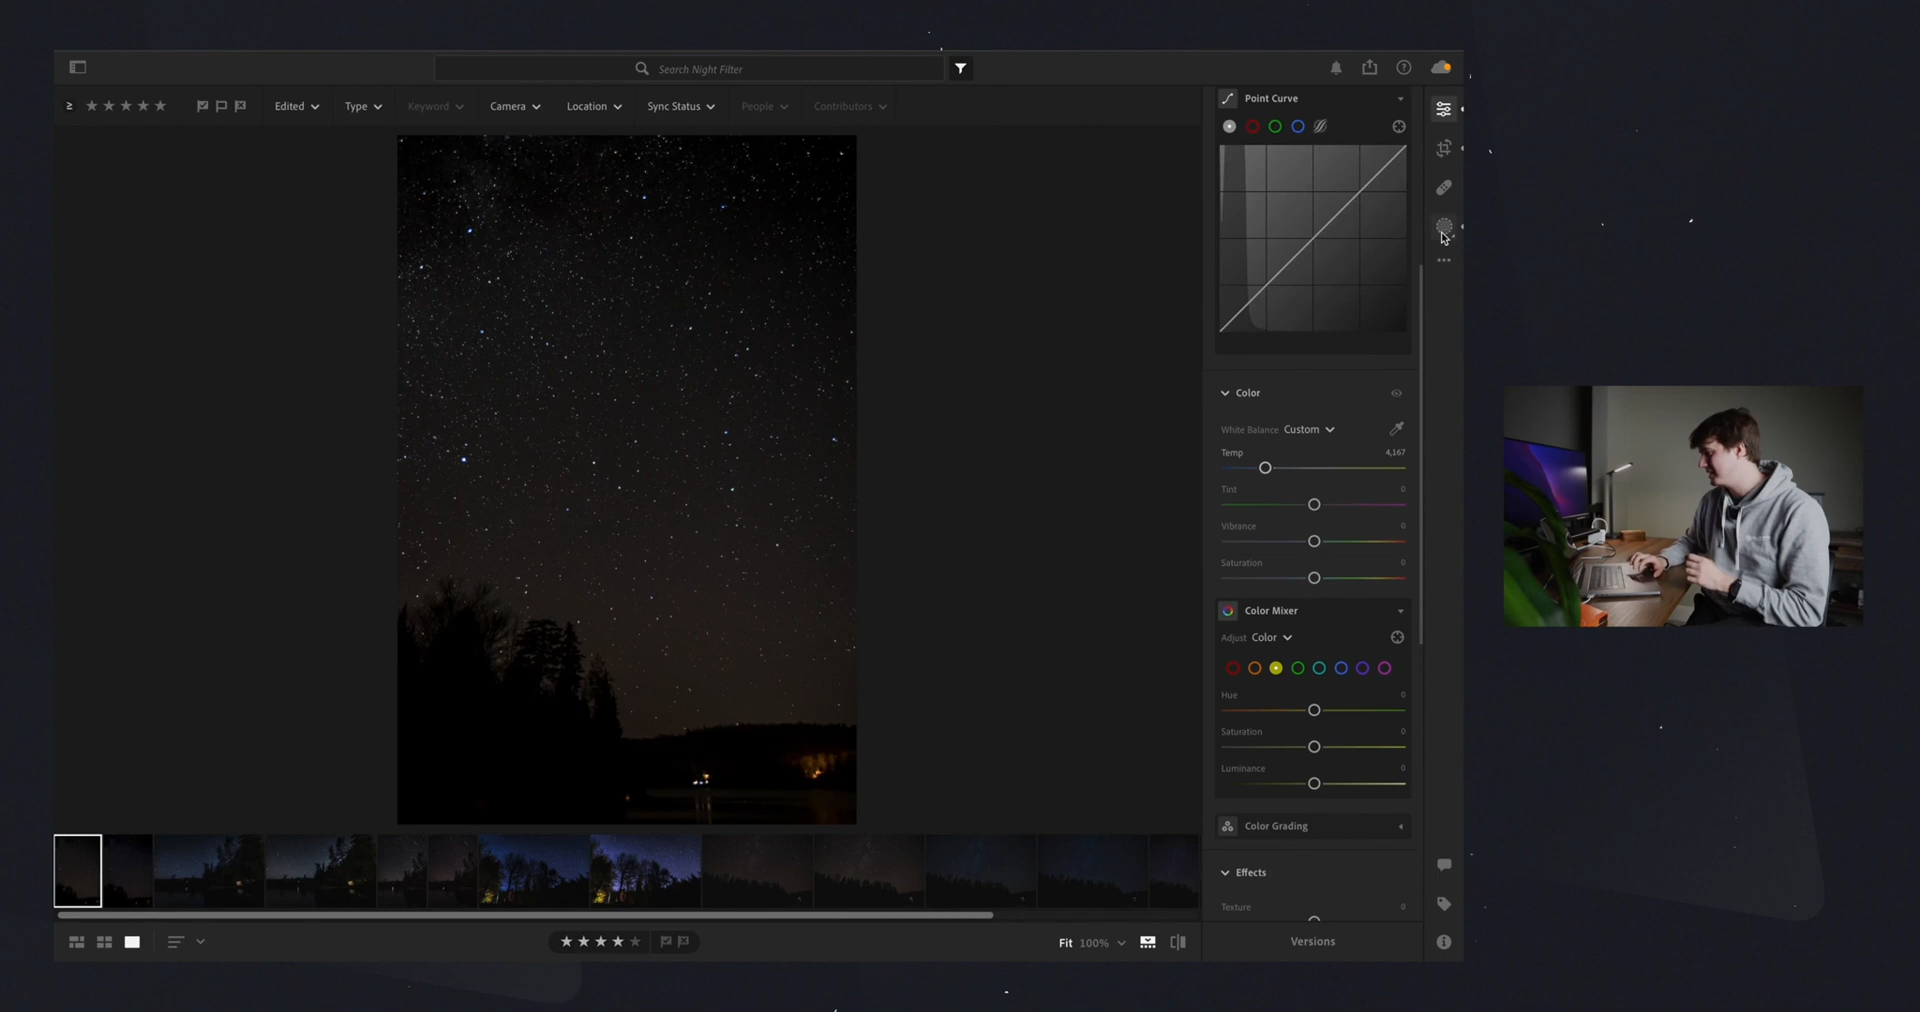 Search Night Filter
≥ Edited Type Keyword Camera Location Sync Status People Contributors
Point Curve
Color
White Balance Custom
Temp 4,167
Tint 0
Vibrance 0
Saturation 0
Color Mixer
Adjust Color
Hue 0
Saturation 0
Luminance 0
Color Grading
Effects
Texture 0
Fit 100%
Versions